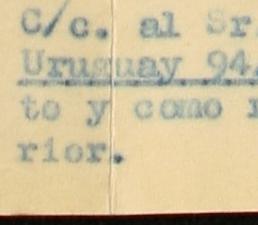 C/c. al Sr.
Uruguay 94
to y como
rior.